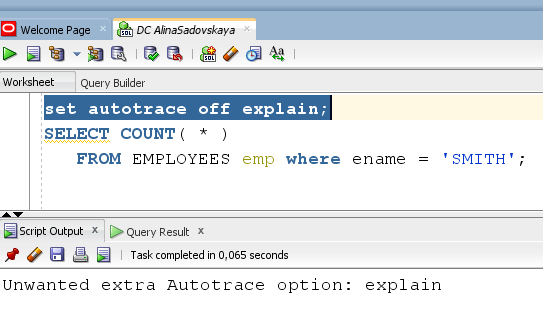 Welcome Page
DC AlinaSadovskaya
Worksheet Query Builder
set autotrace off explain;
SELECT COUNT( * )
FROM EMPLOYEES emp where ename = 'SMITH';
Script Output x Query Result x
Task completed in 0,065 seconds
Unwanted extra Autotrace option: explain